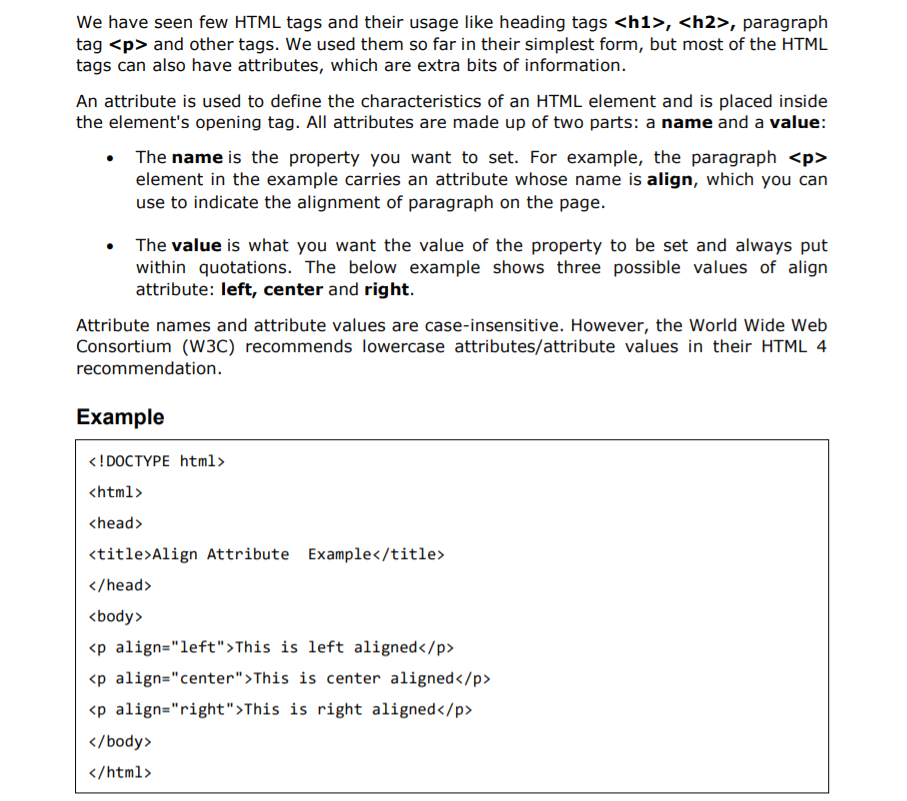 We have seen few HTML tags and their usage like heading tags <h1>, <h2>, paragraph
tag <p> and other tags. We used them so far in their simplest form, but most of the HTML
tags can also have attributes, which are extra bits of information.
An attribute is used to define the characteristics of an HTML element and is placed inside
the element's opening tag. All attributes are made up of two parts: a name and a value:
• The name is the property you want to set. For example, the paragraph <p>
element in the example carries an attribute whose name is align, which you can
use to indicate the alignment of paragraph on the page.
• The value is what you want the value of the property to be set and always put
within quotations. The below example shows three possible values of align
attribute: left, center and right.
Attribute names and attribute values are case-insensitive. However, the World Wide Web
Consortium (W3C) recommends lowercase attributes/attribute values in their HTML 4
recommendation.
Example
<!DOCTYPE html>
<html>
<head>
<title>Align Attribute  Example</title>
</head>
<body>
<p align="left">This is left aligned</p>
<p align="center">This is center aligned</p>
<p align="right">This is right aligned</p>
</body>
</html>